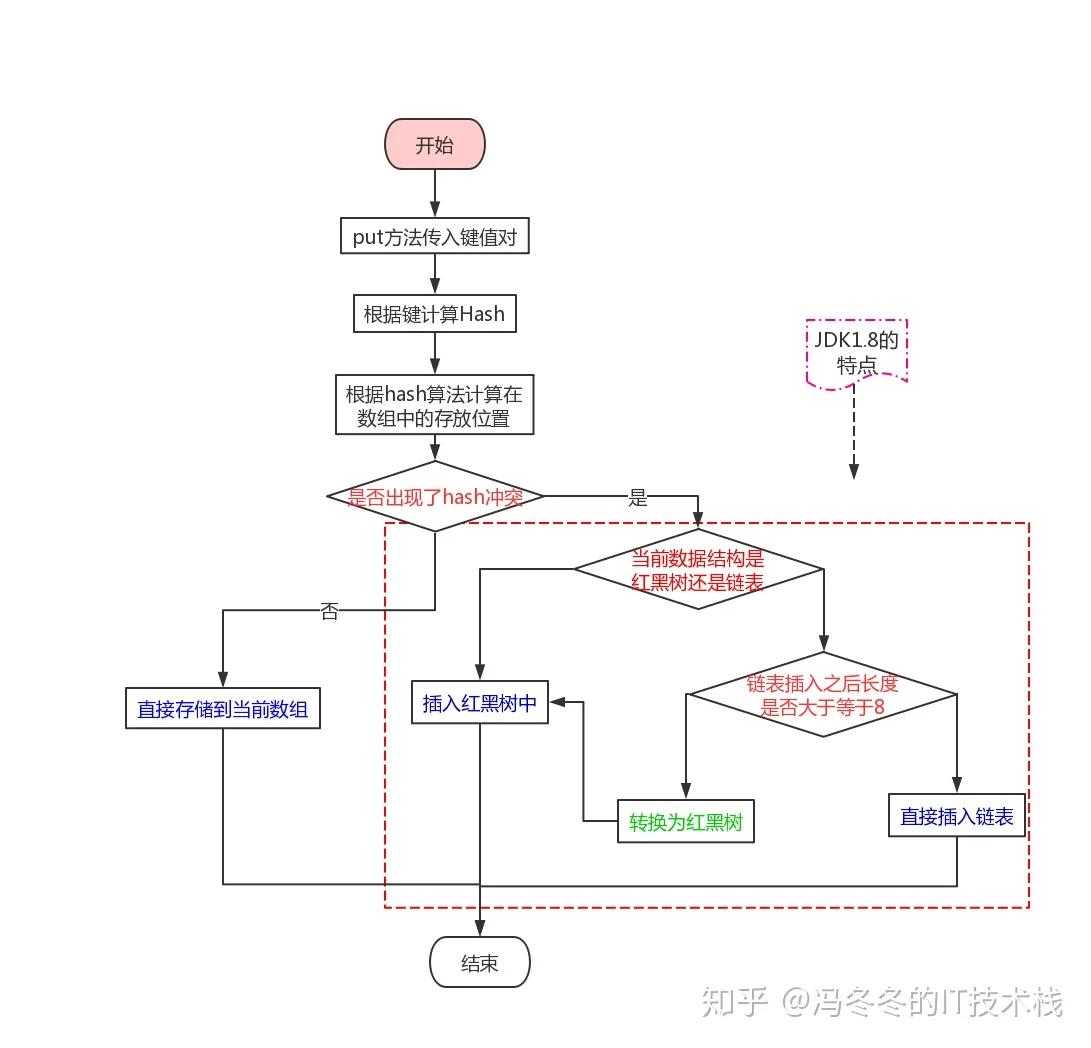 开始
put方法传入键值对
根据键计算Hash
根据hash算法计算在
数组中的存放位置
JDK1.8的
特点
是否出现了hash冲突
是
当前数据结构是
红黑树还是链表
否
链表插入之后长度
是否大于等于8
直接存储到当前数组
插入红黑树中
转换为红黑树
直接插入链表
结束
知乎 @冯冬冬的IT技术栈